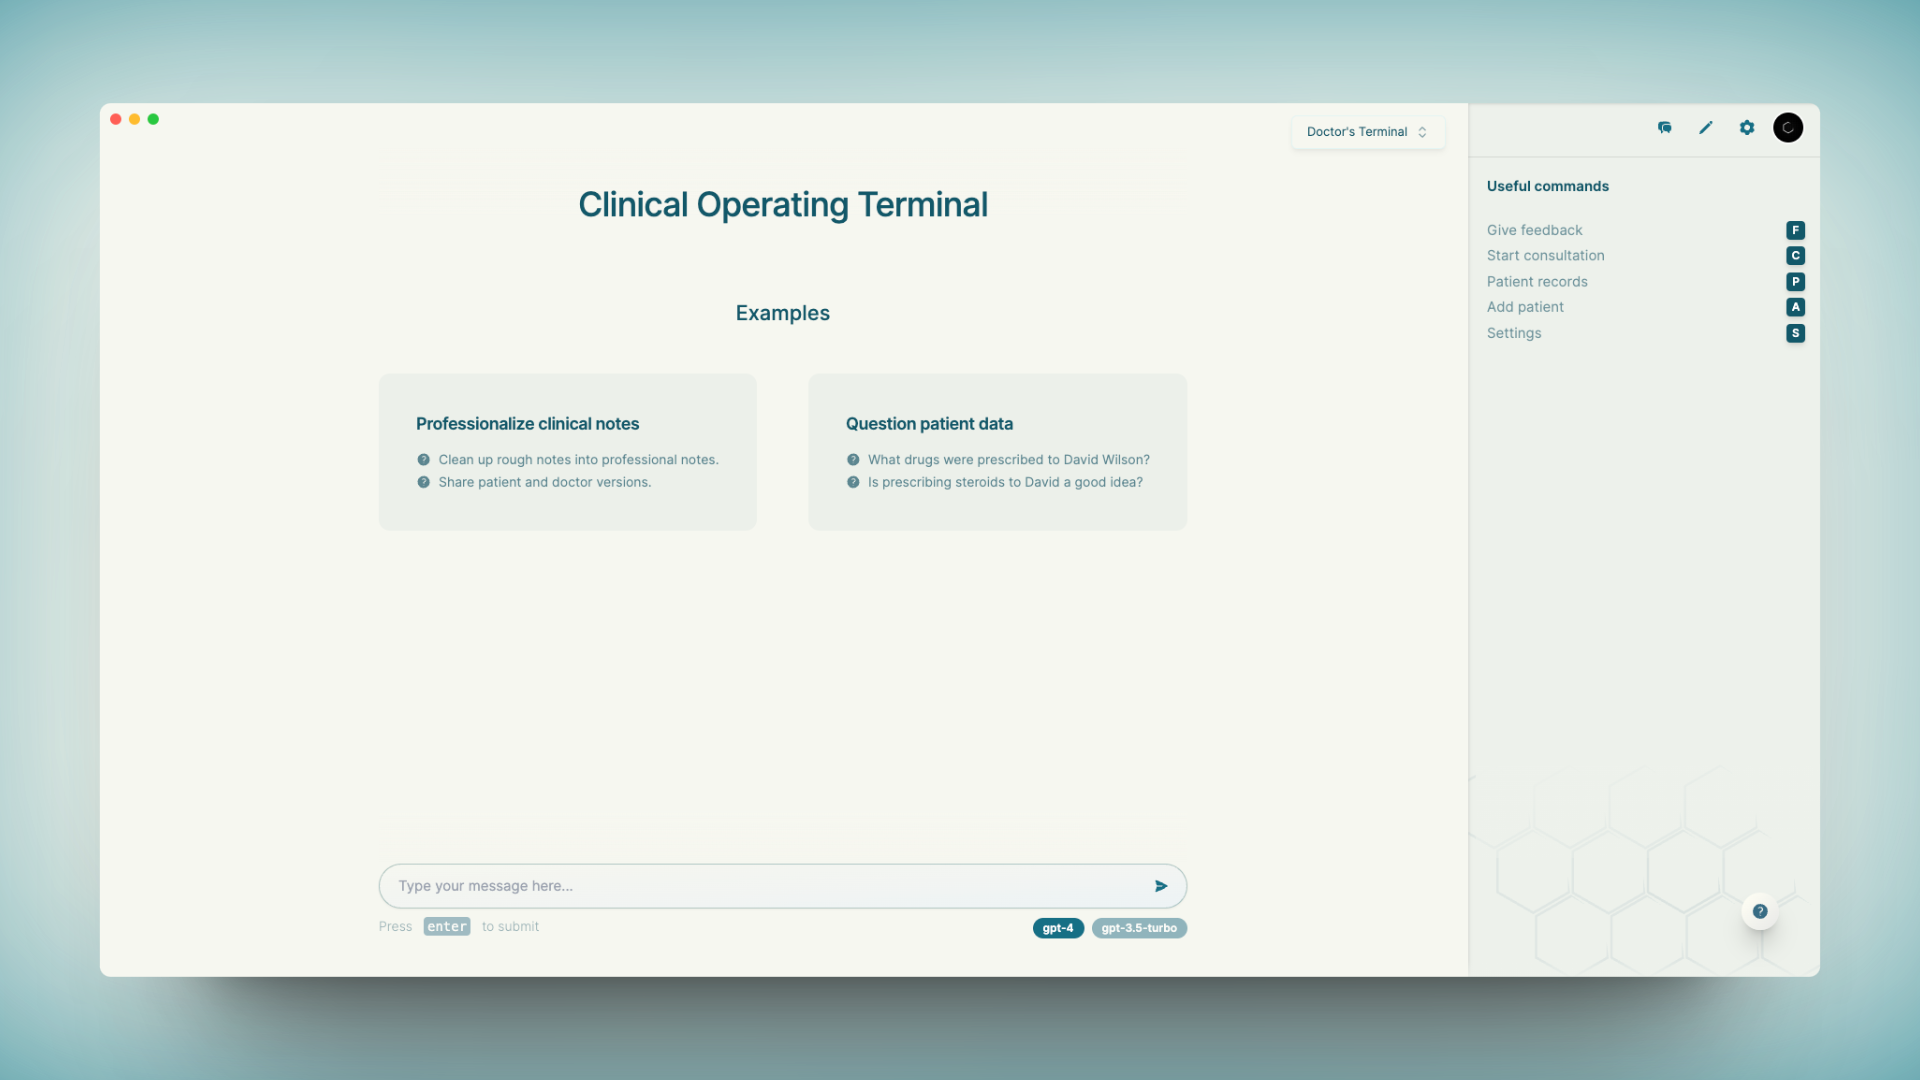 Doctor's Terminal
Clinical Operating Terminal
Examples
Professionalize clinical notes
Clean up rough notes into professional notes.
Share patient and doctor versions.
Question patient data
What drugs were prescribed to David Wilson?
Is prescribing steroids to David a good idea?
Type your message here...
Press enter to submit
gpt-4 gpt-3.5-turbo
Useful commands
Give feedback F
Start consultation C
Patient records P
Add patient A
Settings S